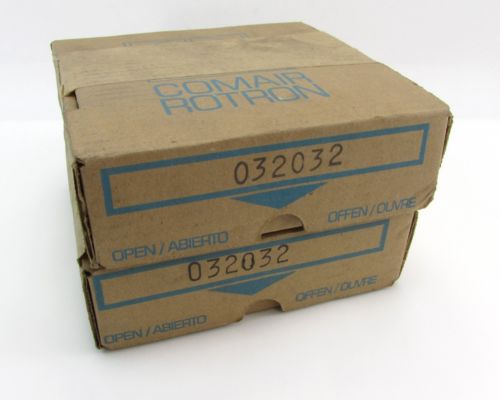 COMAIR
ROTRON
032032
OPEN / ABIERTO
OFFEN / OUVRE
032032
OPEN / ABIERTO
OFFEN / OUVRE